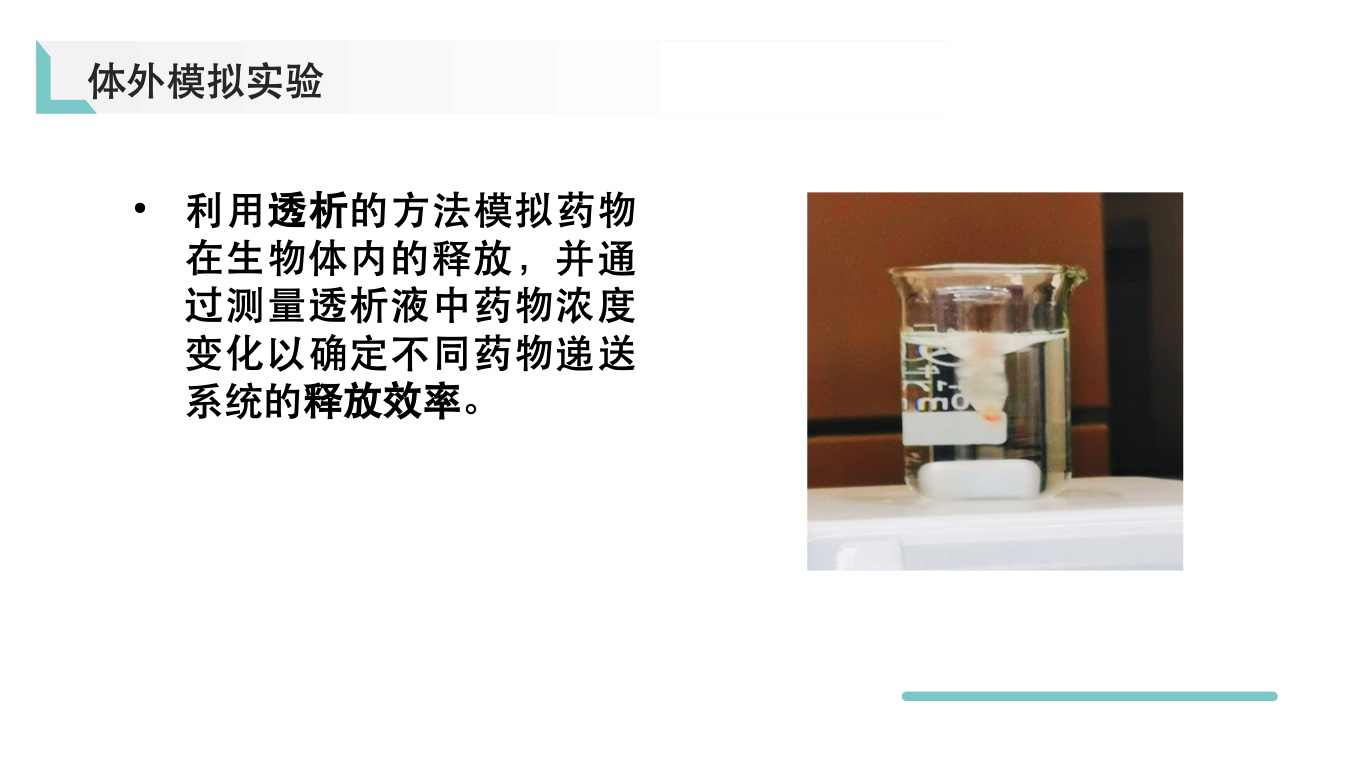 体外模拟实验
• 利用透析的方法模拟药物
在生物体内的释放，并通
过测量透析液中药物浓度
变化以确定不同药物递送
系统的释放效率。